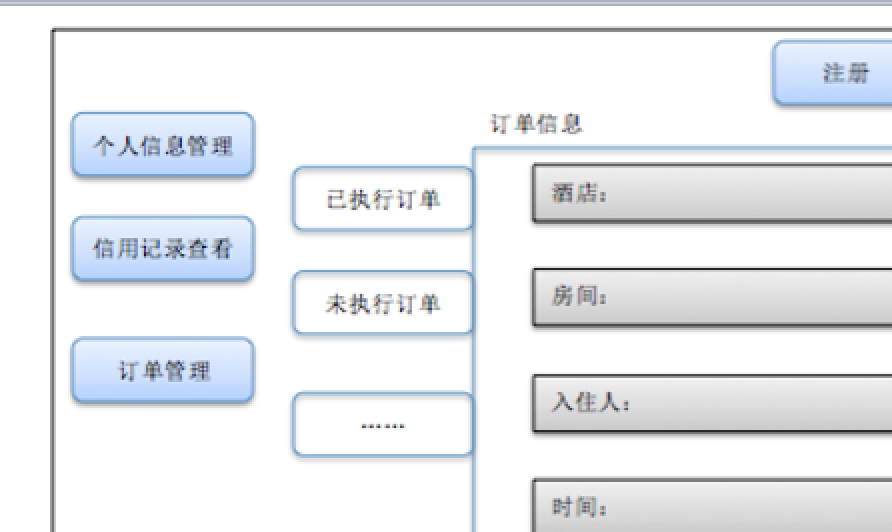 注册
订单信息
个人信息管理
信用记录查看
订单管理
已执行订单
未执行订单
……
酒店：
房间：
入住人：
时间：